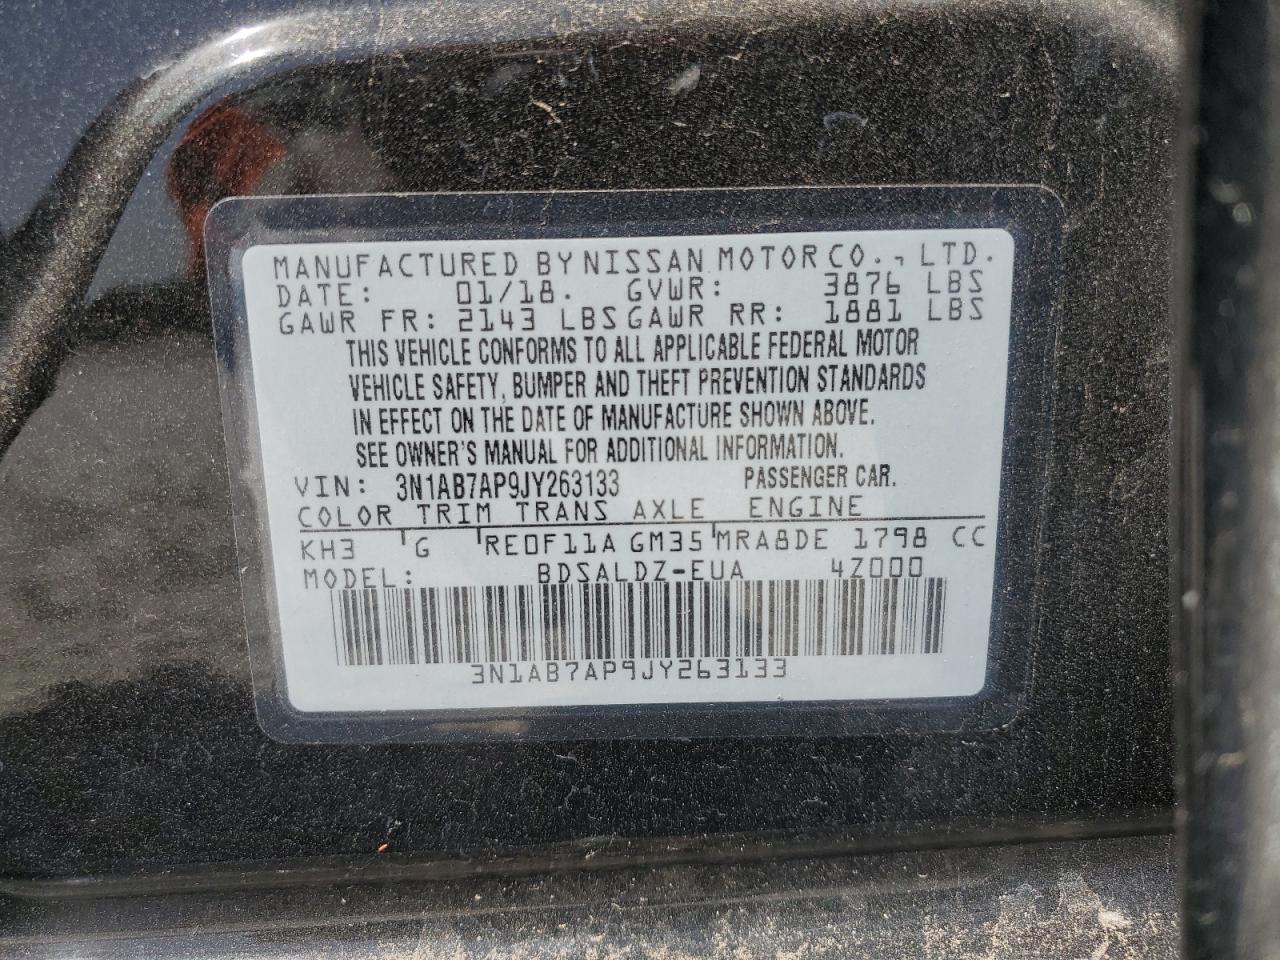 MANUFACTURED BY NISSAN MOTOR CO., LTD.
DATE: 01/18. GVWR: 3876 LBS
GAWR FR: 2143 LBS GAWR RR: 1881 LBS
THIS VEHICLE CONFORMS TO ALL APPLICABLE FEDERAL MOTOR
VEHICLE SAFETY, BUMPER AND THEFT PREVENTION STANDARDS
IN EFFECT ON THE DATE OF MANUFACTURE SHOWN ABOVE.
SEE OWNER'S MANUAL FOR ADDITIONAL INFORMATION.
VIN: 3N1AB7AP9JY263133 PASSENGER CAR.
COLOR TRIM TRANS AXLE ENGINE
KH3 G RE0F11A GM35 MRA8DE 1798 CC
MODEL: BDSALDZ-EUA 4Z000
3N1AB7AP9JY263133